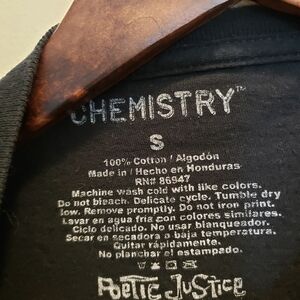 CHEMISTRY™
S
100% Cotton / Algodón
Made in / Hecho en Honduras
RN# 86947
Machine wash cold with like colors.
Do not bleach. Delicate cycle. Tumble dry
low. Remove promptly. Do not iron print.
Lavar en agua fria con colores similares.
Ciclo delicado. No usar blanqueador.
Secar en secadora a baja temperatura.
Quitar rápidamente.
No planchar el estampado.
Poetic Justice